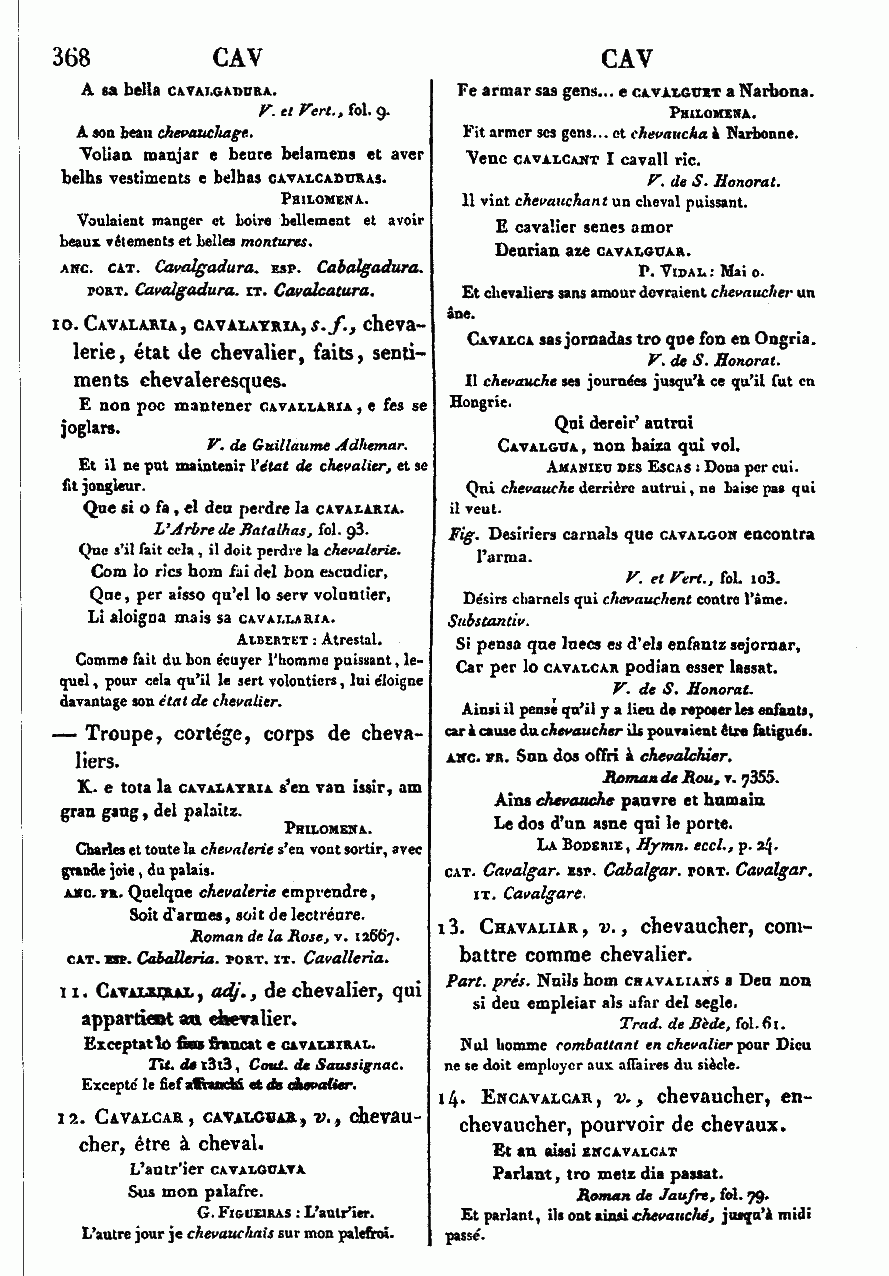 368 CAV CAV
A sa bella CAVALGADURA.
V. et Vert., fol. 9.
A son beau chevauchage.
Volian manjar e beure belamens et aver
belhs vestiments e belhas CAVALCADURAS.
PHILOMENA.
Voulaient manger et boire bellement et avoir
beaux vêtements et belles montures.
ANC. CAT. Cavalgadura. ESP. Cabalgadura.
PORT. Cavalgadura. IT. Cavalcatura.
10. CAVALARIA, CAVALAYRIA, s. f., cheva-
lerie, état de chevalier, faits, senti-
ments chevaleresques.
E non poc mantener CAVALLARIA, e fes se
joglars.
V. de Guillaume Adhemar.
Et il ne put maintenir l'état de chevalier, et se
fit jongleur.
Que si o fa, el deu perdre la CAVALARIA.
L'Arbre de Batalhas, fol. 93.
Que s'il fait cela, il doit perdre la chevalerie.
Com lo rics hom fai del bon escudier,
Que, per aisso qu'el lo serv voluntier,
Li aloigna mais sa CAVALLARIA.
ALBERTET : Atrestal.
Comme fait du bon écuyer l'homme puissant, le-
quel, pour cela qu'il le sert volontiers, lui éloigne
davantage son état de chevalier.
— Troupe, cortége, corps de cheva-
liers.
K. e tota la CAVALAYRIA s'en van issir, am
gran gaug, del palaitz.
PHILOMENA.
Charles et toute la chevalerie s'en vont sortir, avec
grande joie, du palais.
ANC. FR. Quelque chevalerie emprendre,
Soit d'armes, soit de lectréure.
Roman de la Rose, v. 12667.
CAT. ESP. Caballeria. PORT. IT. Cavalleria.
11. CAVALEIRAL, adj., de chevalier, qui
appartient au chevalier.
Exceptat lo fieus francat e CAVALEIRAL.
Tit. de 1313, Cout. de Saussignac.
Excepté le fief affranchi et de chevalier.
12. CAVALCAR, CAVALGUAR, v., chevau-
cher, être à cheval.
L'autr'ier CAVALGUAVA
Sus mon palafre.
G. FIGUEIRAS : L'autr'ier.
L'autre jour je chevauchais sur mon palefroi.
Fe armar sas gens... e CAVALGUET a Narbona.
PHILOMENA.
Fit armer ses gens... et chevaucha à Narbonne.
Venc CAVALCANT I cavall ric.
V. de S. Honorat.
Il vint chevauchant un cheval puissant.
E cavalier senes amor
Deurian aze CAVALGUAR.
P. VIDAL : Mai o.
Et chevaliers sans amour devraient chevaucher un
âne.
CAVALCA sas jornadas tro que fon en Ongria.
V. de S. Honorat.
Il chevauche ses journées jusqu'à ce qu'il fut en
Hongrie.
Qui dereir' autrui
CAVALGUA, non baiza qui vol.
AMANIEU DES ESCAS : Dona per cui.
Qui chevauche derrière autrui, ne baise pas qui
il veut.
Fig. Desiriers carnals que CAVALGON encontra
l'arma.
V. et Vert., fol. 103.
Désirs charnels qui chevauchent contre l'âme.
Substantiv.
Si pensa que luecs es d'els enfantz sejornar,
Car per lo CAVALCAR podian esser lassat.
V. de S. Honorat.
Ainsi il pense qu'il y a lieu de reposer les enfants,
car à cause du chevaucher ils pouvaient être fatigués.
ANC. FR. Sun dos offri à chevalchier.
Roman de Rou, v. 7355.
Ains chevauche pauvre et humain
Le dos d'un asne qui le porte.
LA BODERIE, Hymn. eccl., p. 24.
CAT. Cavalgar. ESP. Cabalgar. PORT. Cavalgar.
IT. Cavalgare.
13. CHAVALIAR, v., chevaucher, com-
battre comme chevalier.
Part. prés. Nuils hom CHAVALIANS a Deu non
si deu empleiar als afar del segle.
Trad. de Bède, fol. 61.
Nul homme combattant en chevalier pour Dieu
ne se doit employer aux affaires du siècle.
14. ENCAVALCAR, v., chevaucher, en-
chevaucher, pourvoir de chevaux.
Et an aissi ENCAVALCAT
Parlant, tro metz dia passat.
Roman de Jaufre, fol. 79.
Et parlant, ils ont ainsi chevauché, jusqu'à midi
passé.